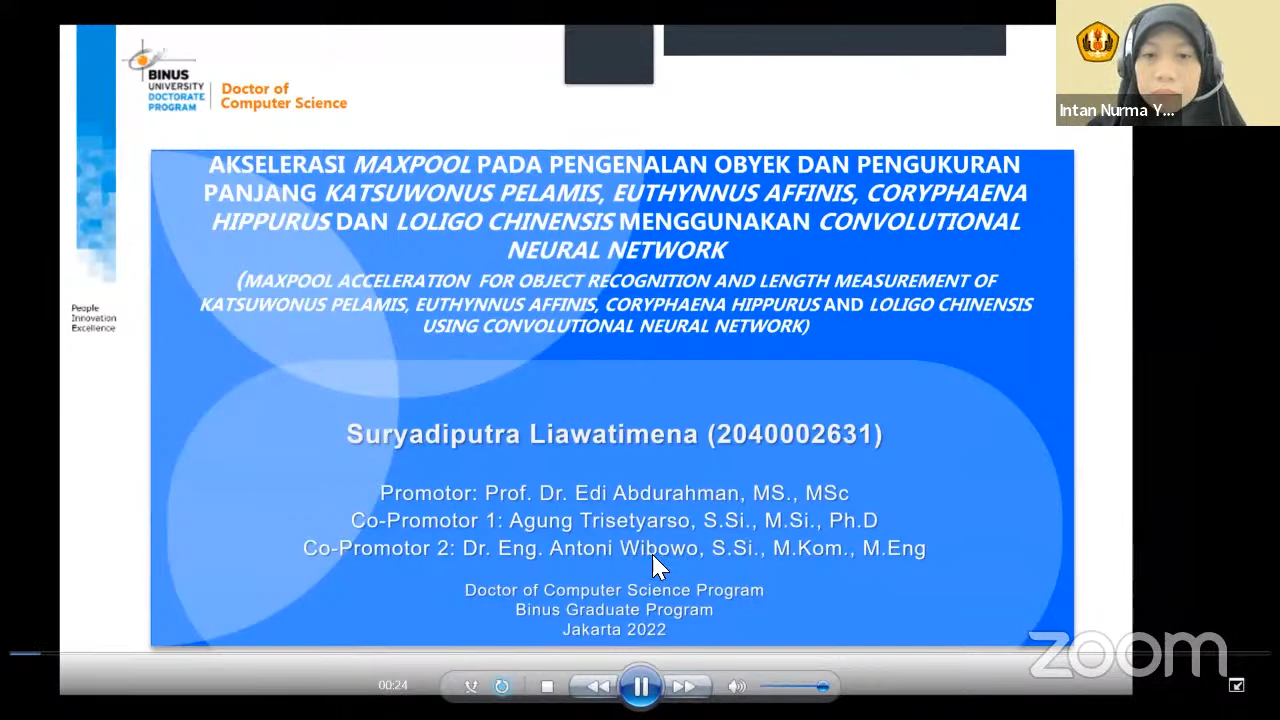 BINUS
UNIVERSITY
DOCTORATE
PROGRAM
Doctor of
Computer Science
Intan Nurma Y...
AKSELERASI MAXPOOL PADA PENGENALAN OBYEK DAN PENGUKURAN
PANJANG KATSUWONUS PELAMIS, EUTHYNNUS AFFINIS, CORYPHAENA
HIPPURUS DAN LOLIGO CHINENSIS MENGGUNAKAN CONVOLUTIONAL
NEURAL NETWORK
(MAXPOOL ACCELERATION FOR OBJECT RECOGNITION AND LENGTH MEASUREMENT OF
KATSUWONUS PELAMIS, EUTHYNNUS AFFINIS, CORYPHAENA HIPPURUS AND LOLIGO CHINENSIS
USING CONVOLUTIONAL NEURAL NETWORK)
People
Innovation
Excellence
Suryadiputra Liawatimena (2040002631)
Promotor: Prof. Dr. Edi Abdurahman, MS., MSc
Co-Promotor 1: Agung Trisetyarso, S.Si., M.Si., Ph.D
Co-Promotor 2: Dr. Eng. Antoni Wibowo, S.Si., M.Kom., M.Eng
Doctor of Computer Science Program
Binus Graduate Program
Jakarta 2022
zoom
00:24